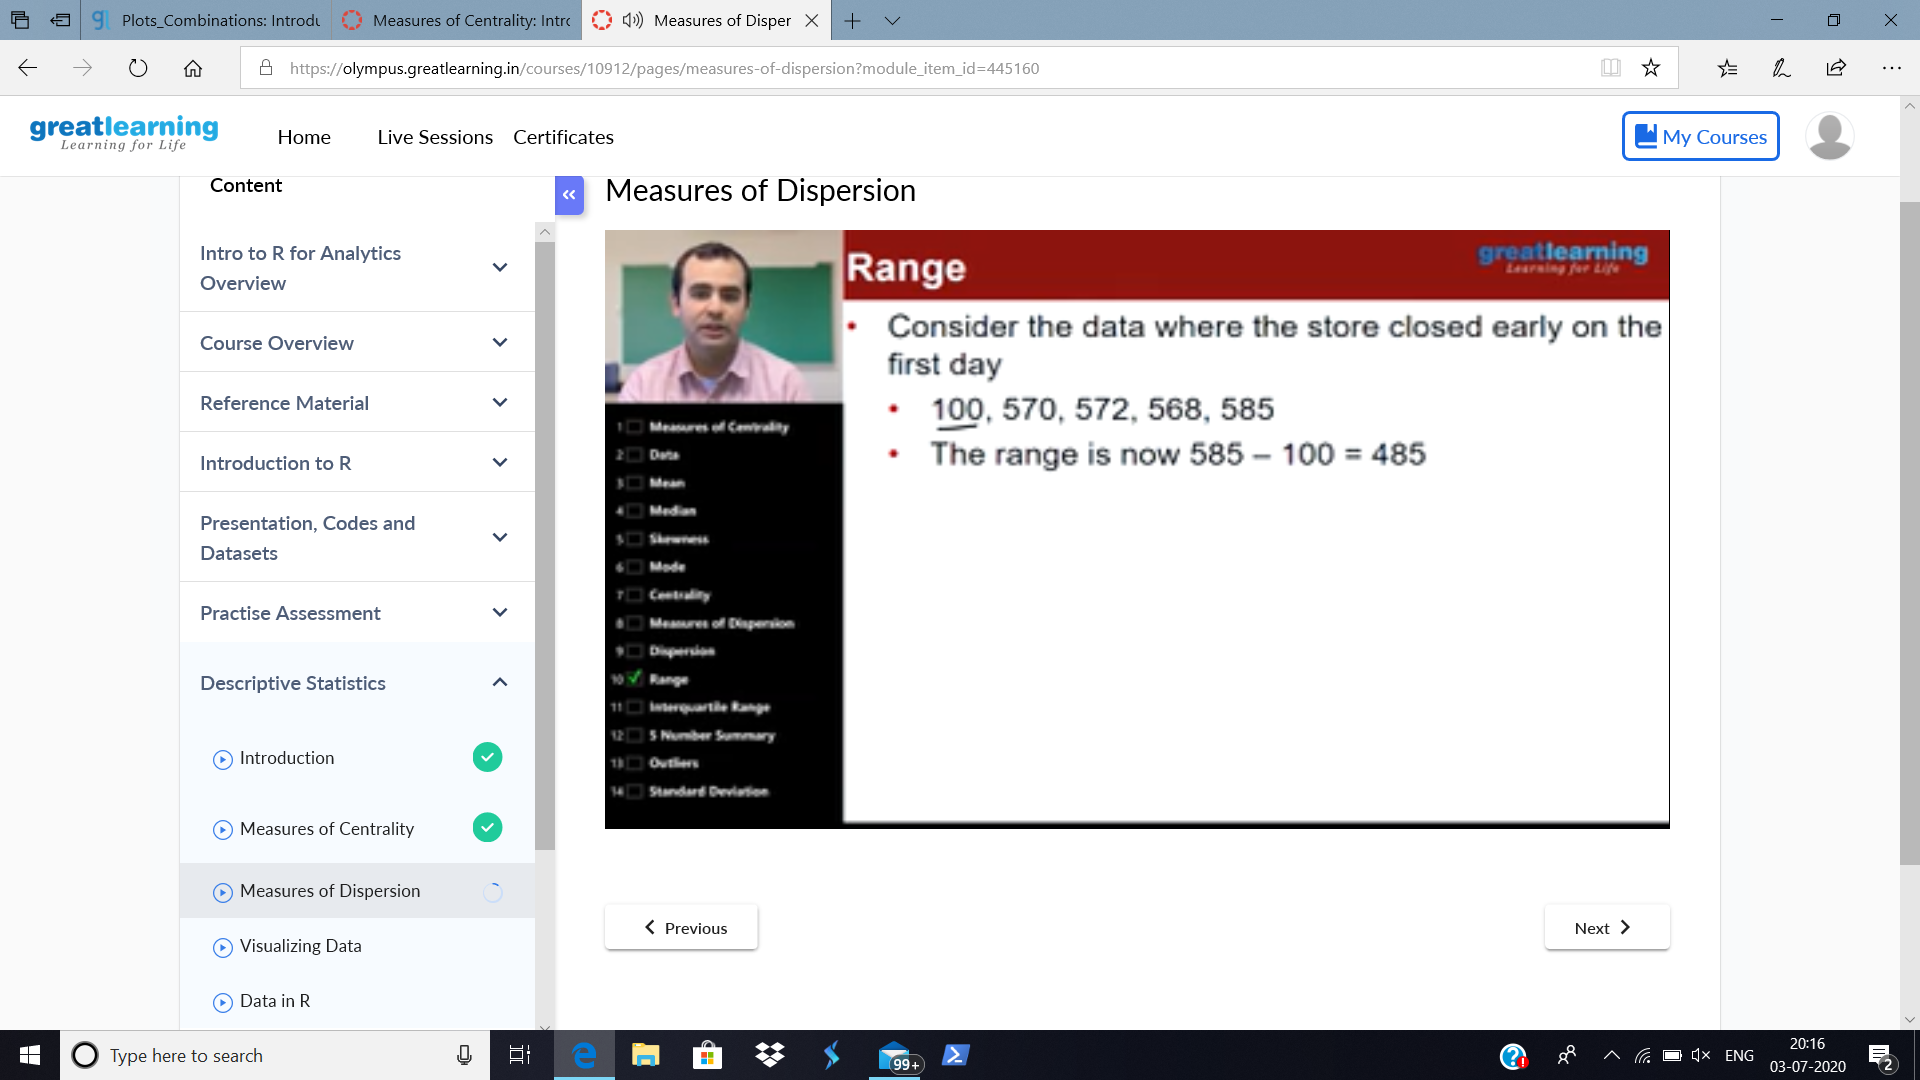 Plots_Combinations: Introdu
Measures of Centrality: Intro
Measures of Disper
https://olympus.greatlearning.in/courses/10912/pages/measures-of-dispersion?module_item_id=445160
greatlearning
Learning for Life
Home
Live Sessions
Certificates
My Courses
Content
Intro to R for Analytics
Overview
Course Overview
Reference Material
Introduction to R
Presentation, Codes and
Datasets
Practise Assessment
Descriptive Statistics
Introduction
Measures of Centrality
Measures of Dispersion
Visualizing Data
Data in R
«
Measures of Dispersion
Range
greatlearning
Learning for Life
• Consider the data where the store closed early on the
first day
• 100, 570, 572, 568, 585
• The range is now 585 – 100 = 485
1 Measures of Centrality
2 Data
3 Mean
4 Median
5 Skewness
6 Mode
7 Centrality
8 Measures of Dispersion
9 Dispersion
10 Range
11 Interquartile Range
12 5 Number Summary
13 Outliers
14 Standard Deviation
Previous
Next
Type here to search
99+
ENG
20:16
03-07-2020
2